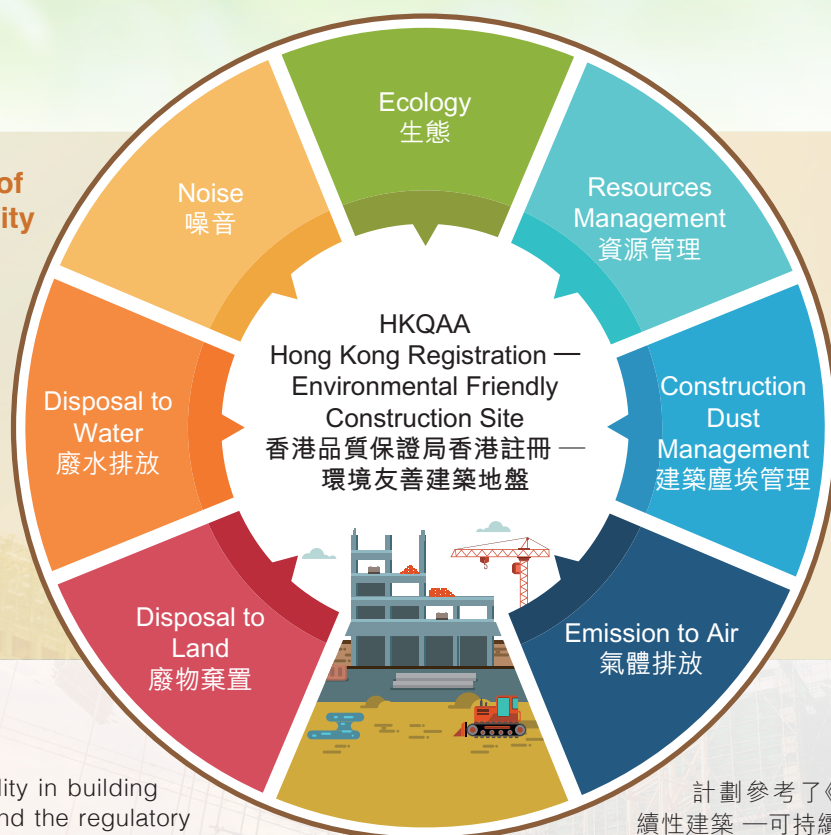 Ecology
生態
Resources
Management
資源管理
Construction
Dust
Management
建築塵埃管理
Emission to Air
氣體排放
Disposal to
Land
廢物棄置
Disposal to
Water
廢水排放
Noise
噪音
HKQAA
Hong Kong Registration —
Environmental Friendly
Construction Site
香港品質保證局香港註冊 —
環境友善建築地盤
of
ity
lity in building
nd the regulatory
計劃參考了《
續性建築 —可持續